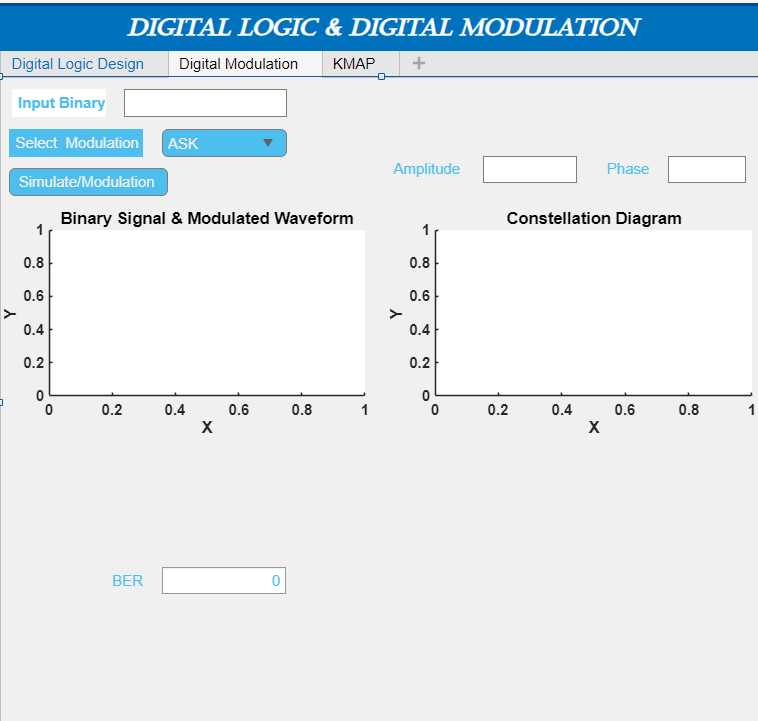 DIGITAL LOGIC & DIGITAL MODULATION
Digital Logic Design Digital Modulation KMAP +
Input Binary
Select Modulation ASK ▼
Simulate/Modulation
Amplitude Phase
Binary Signal & Modulated Waveform
1
0.8
0.6
0.4
0.2
0
Y
0 0.2 0.4 0.6 0.8 1
X
Constellation Diagram
1
0.8
0.6
0.4
0.2
0
Y
0 0.2 0.4 0.6 0.8 1
X
BER 0